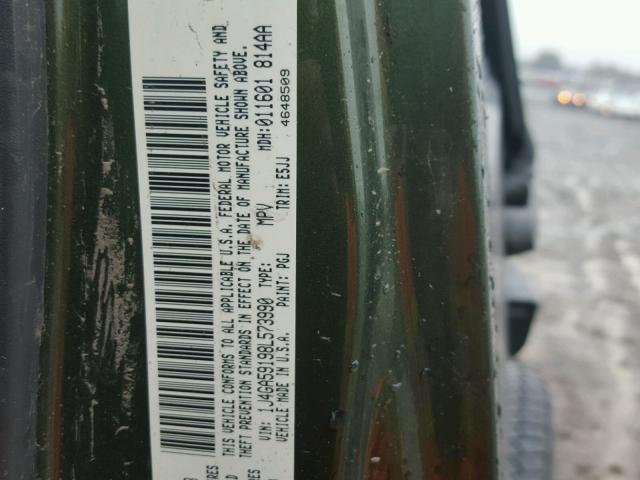 RES
D
ES
THIS VEHICLE CONFORMS TO ALL APPLICABLE U.S.A. FEDERAL MOTOR VEHICLE SAFETY AND
THEFT PREVENTION STANDARDS IN EFFECT ON THE DATE OF MANUFACTURE SHOWN ABOVE.
VIN: 1J4GA59198L573990 TYPE: MPV MDH: 011601 814AA
VEHICLE MADE IN U.S.A. PAINT: PGJ TRIM: E5JJ 4648509